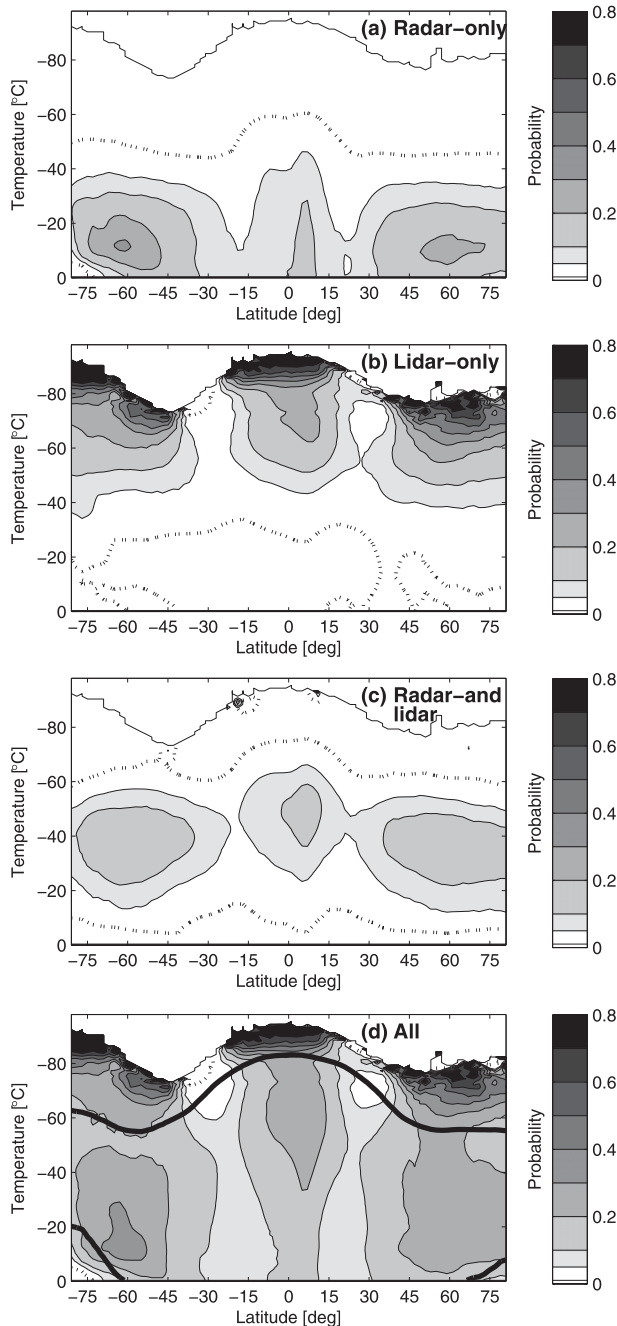 (a) Radar−only
Temperature [°C]
−80
−60
−40
−20
0
−75 −60 −45 −30 −15 0 15 30 45 60 75
Latitude [deg]
Probability
0.8
0.6
0.4
0.2
0
(b) Lidar−only
Temperature [°C]
−80
−60
−40
−20
0
−75 −60 −45 −30 −15 0 15 30 45 60 75
Latitude [deg]
Probability
0.8
0.6
0.4
0.2
0
(c) Radar−and
lidar
Temperature [°C]
−80
−60
−40
−20
0
−75 −60 −45 −30 −15 0 15 30 45 60 75
Latitude [deg]
Probability
0.8
0.6
0.4
0.2
0
(d) All
Temperature [°C]
−80
−60
−40
−20
0
−75 −60 −45 −30 −15 0 15 30 45 60 75
Latitude [deg]
Probability
0.8
0.6
0.4
0.2
0